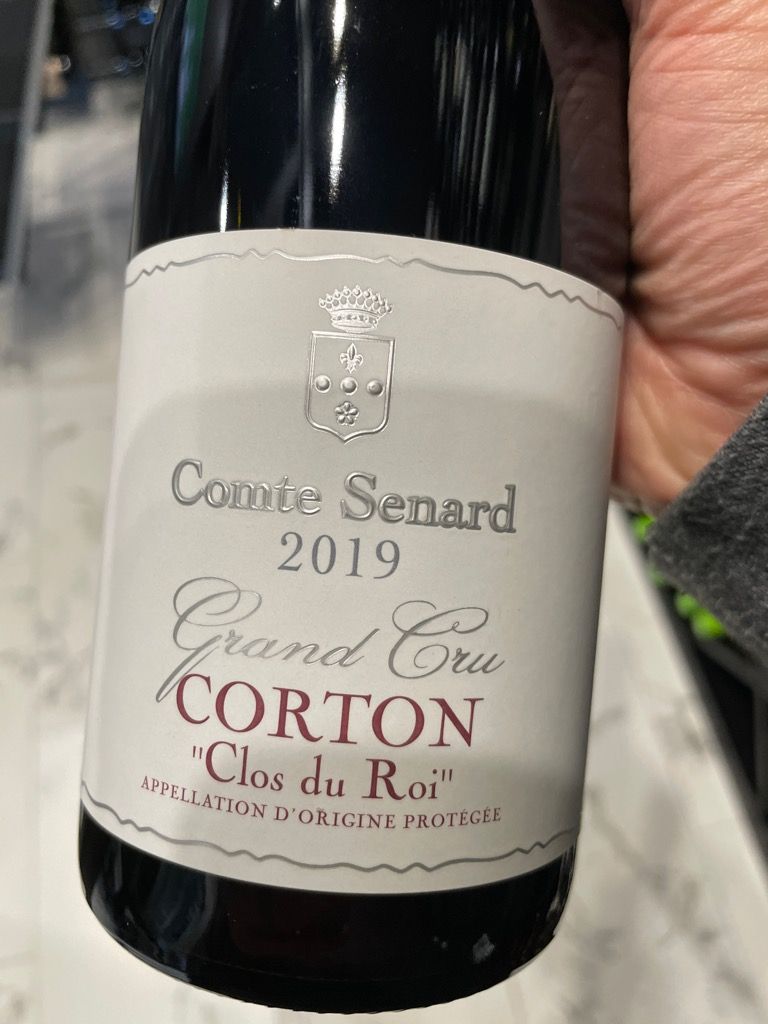 Comte Senard
2019
Grand Cru
CORTON
"Clos du Roi"
APPELLATION D'ORIGINE PROTÉGÉE